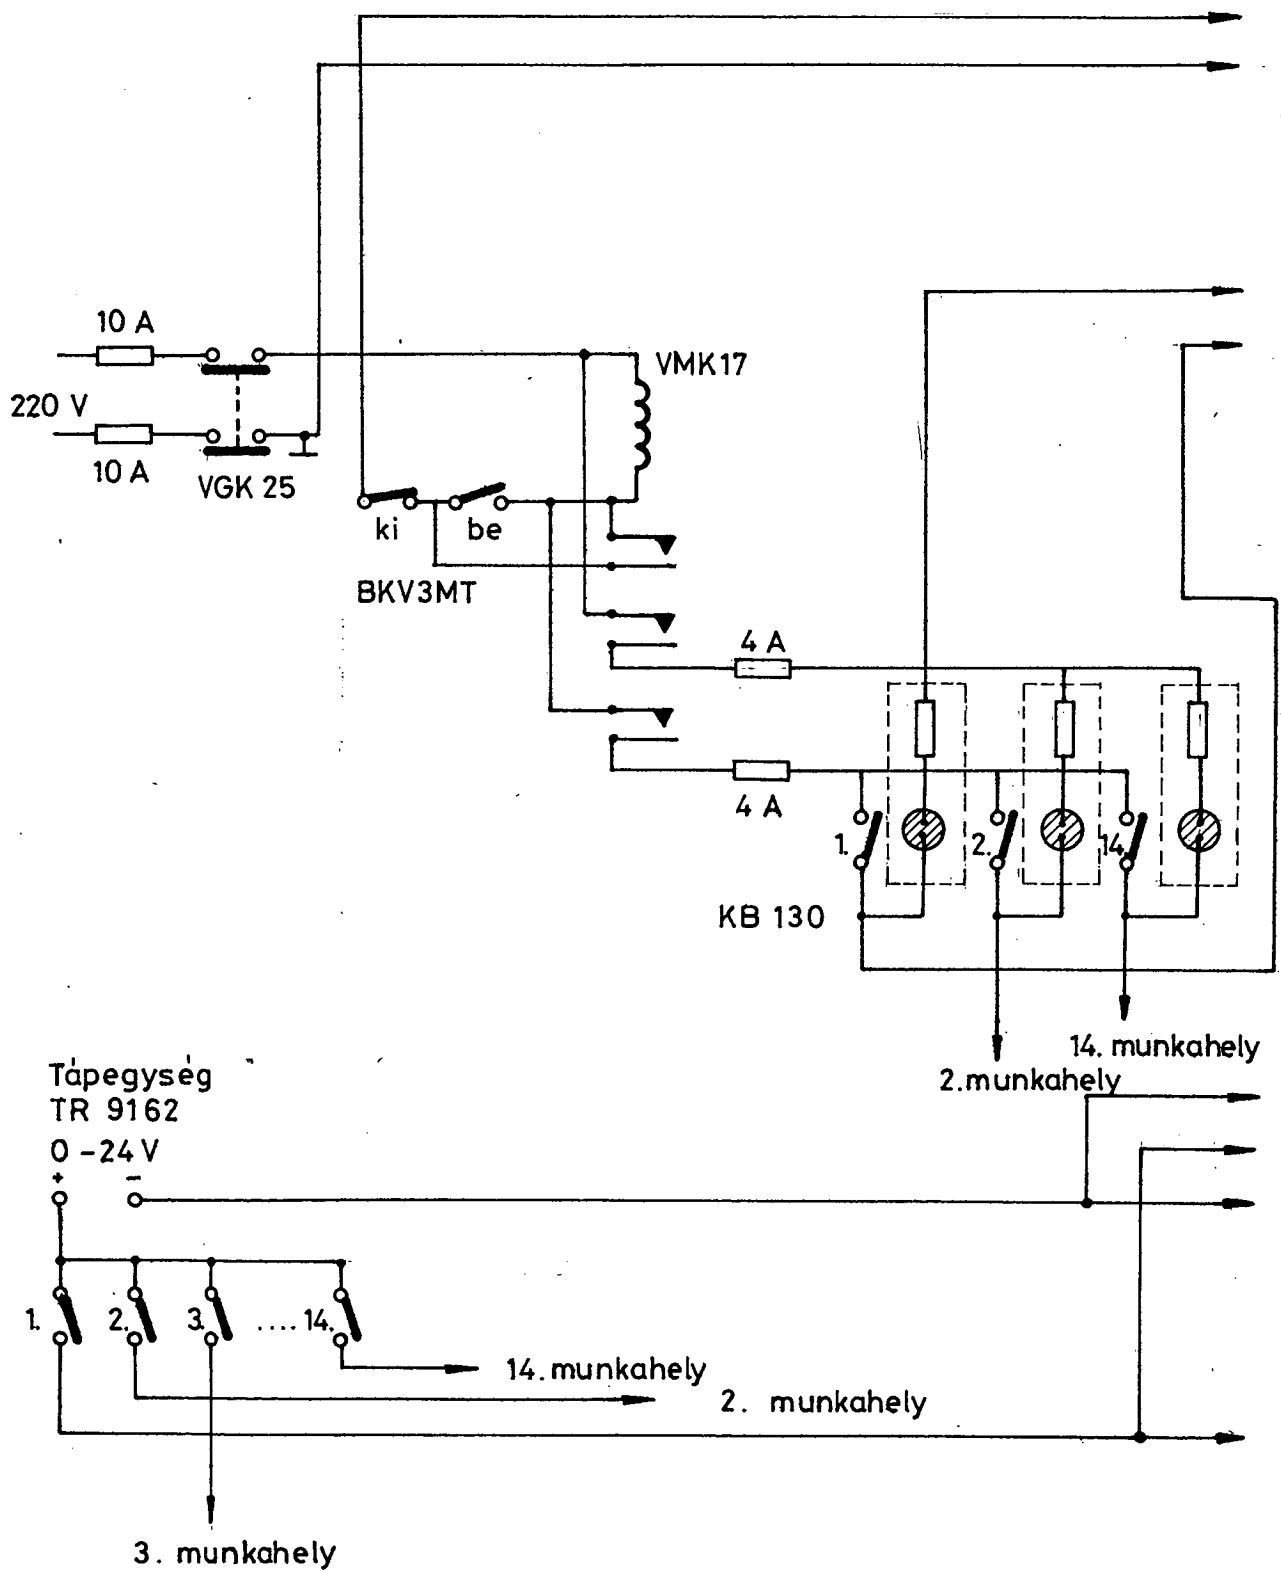 10 A
VMK17
220 V
10 A
VGK 25
ki
be
BKV3MT
4 A
4 A
1.
2.
14.
KB 130
14. munkahely
2. munkahely
Tápegység
TR 9162
0 - 24 V
+ -
1. 2. 3. .... 14.
14. munkahely
2. munkahely
3. munkahely